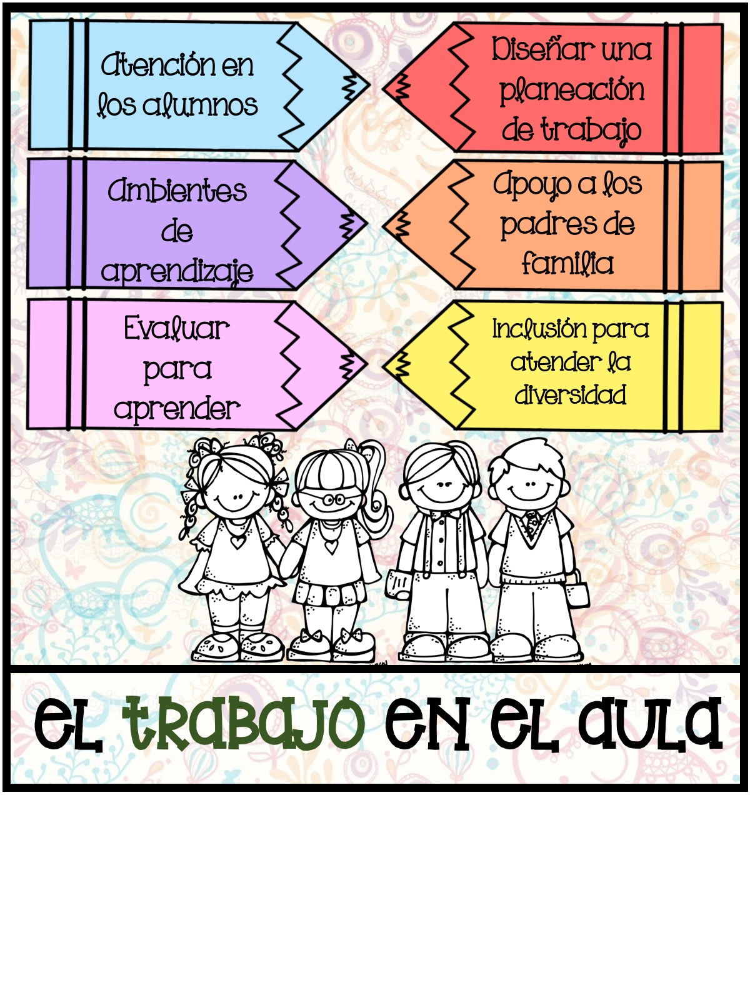 Atención en
los alumnos
Diseñar una
planeación
de trabajo
Ambientes
de
aprendizaje
Apoyo a los
padres de
familia
Evaluar
para
aprender
Inclusión para
atender la
diversidad
EL TRABAJO EN EL AULA